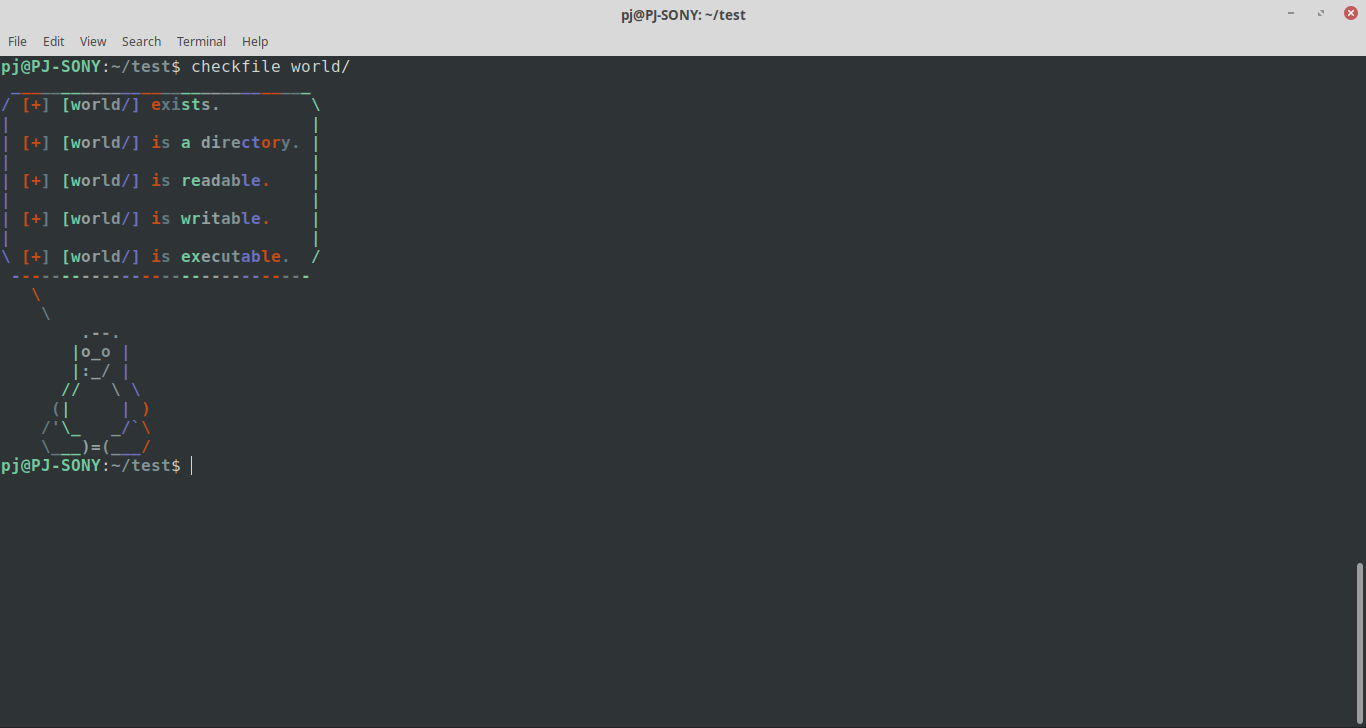 pj@PJ-SONY: ~/test
File Edit View Search Terminal Help
pj@PJ-SONY:~/test$ checkfile world/
 ______________________________
/ [+] [world/] exists.         \
|                              |
| [+] [world/] is a directory. |
|                              |
| [+] [world/] is readable.    |
|                              |
| [+] [world/] is writable.    |
|                              |
\ [+] [world/] is executable.  /
 ------------------------------
   \
    \
        .--.
       |o_o |
       |:_/ |
      //   \ \
     (|     | )
    /'\_   _/`\
    \___)=(___/
pj@PJ-SONY:~/test$